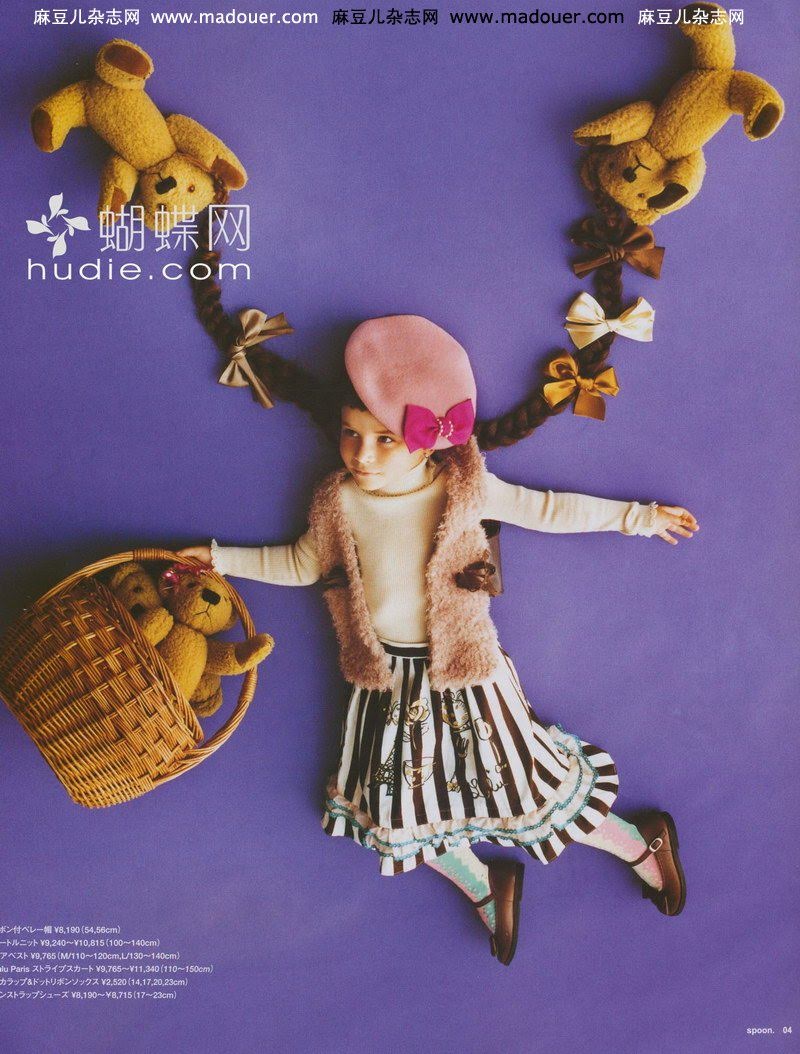 麻豆儿杂志网 www.madouer.com 麻豆儿杂志网 www.madouer.com 麻豆儿杂志网
蝴蝶网
hudie.com
ボン付ベレー帽 ¥8,190(54,56cm)
ートルニット ¥9,240〜¥10,815(100〜140cm)
アベスト ¥9,765(M/110〜120cm,L/130〜140cm)
ulu Paris ストライプスカート ¥9,765〜¥11,340(110〜150cm)
カラップ&ドットリボンソックス ¥2,520(14,17,20,23cm)
ンストラップシューズ ¥8,190〜¥8,715(17〜23cm)
spoon. 04